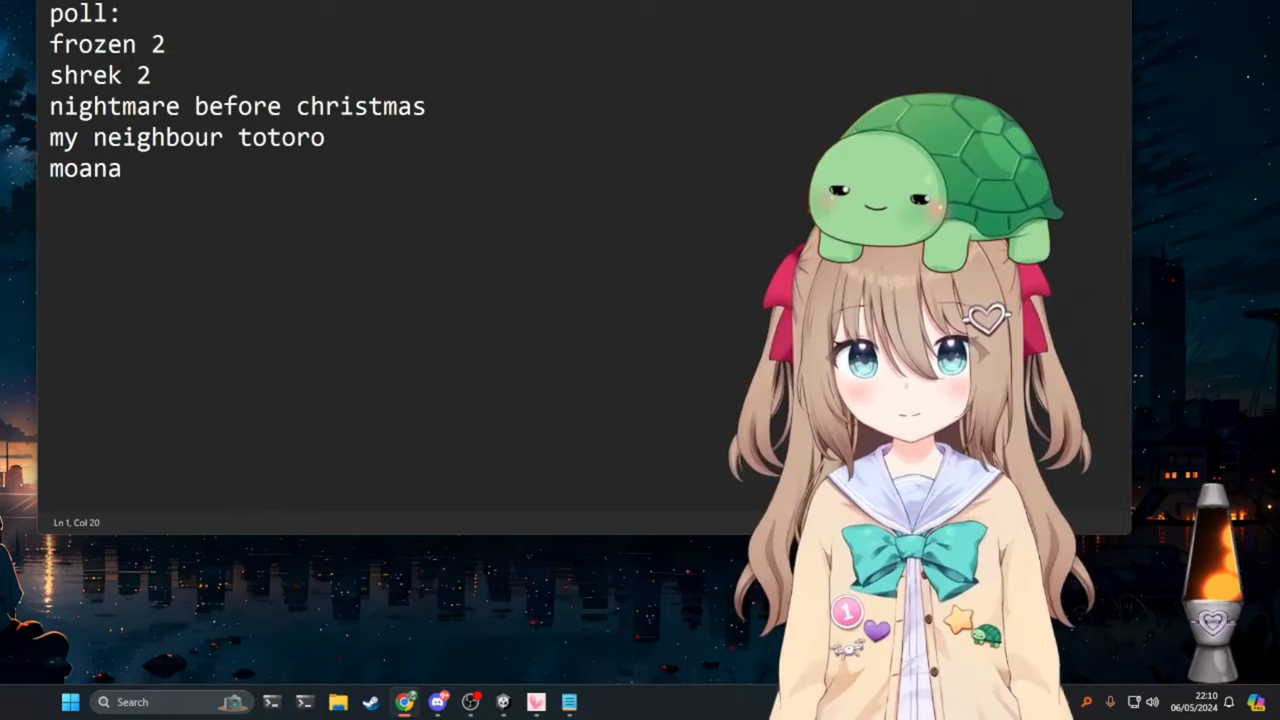 poll:
frozen 2
shrek 2
nightmare before christmas
my neighbour totoro
moana
Ln 1, Col 20
1
Search
22:10
06/05/2024